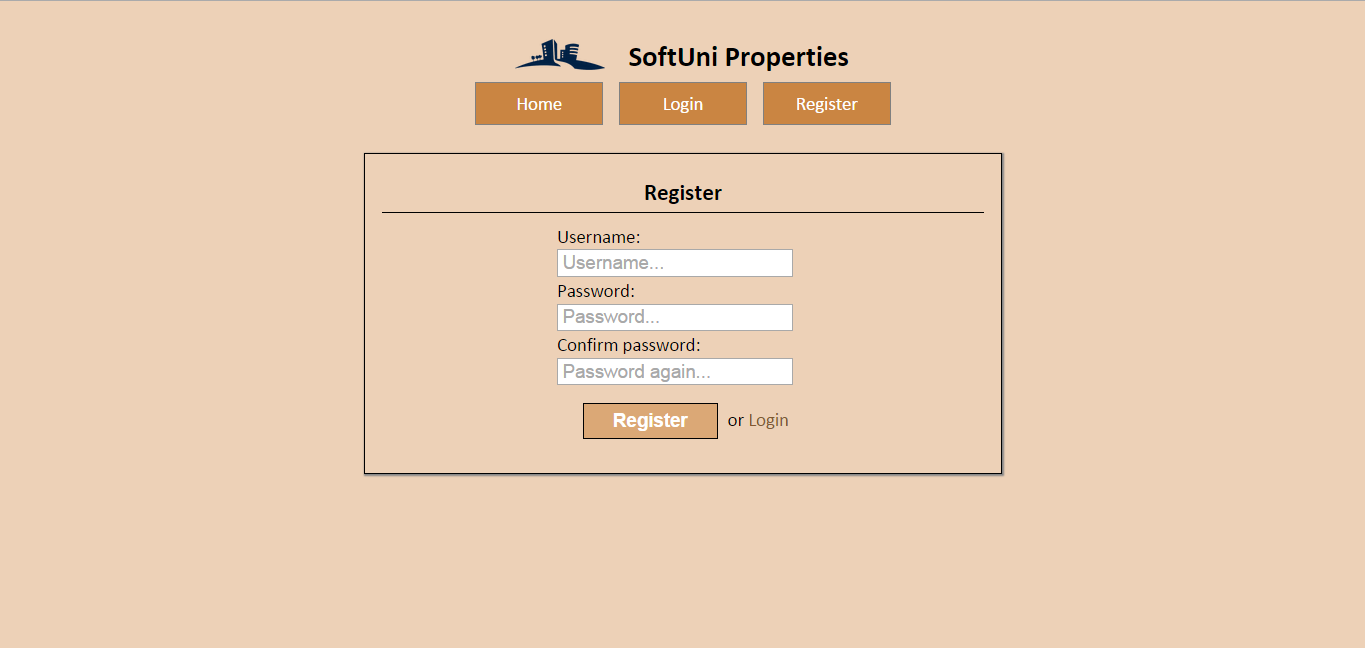 SoftUni Properties
Home Login Register
Register
Username:
Username...
Password:
Password...
Confirm password:
Password again...
Register or Login